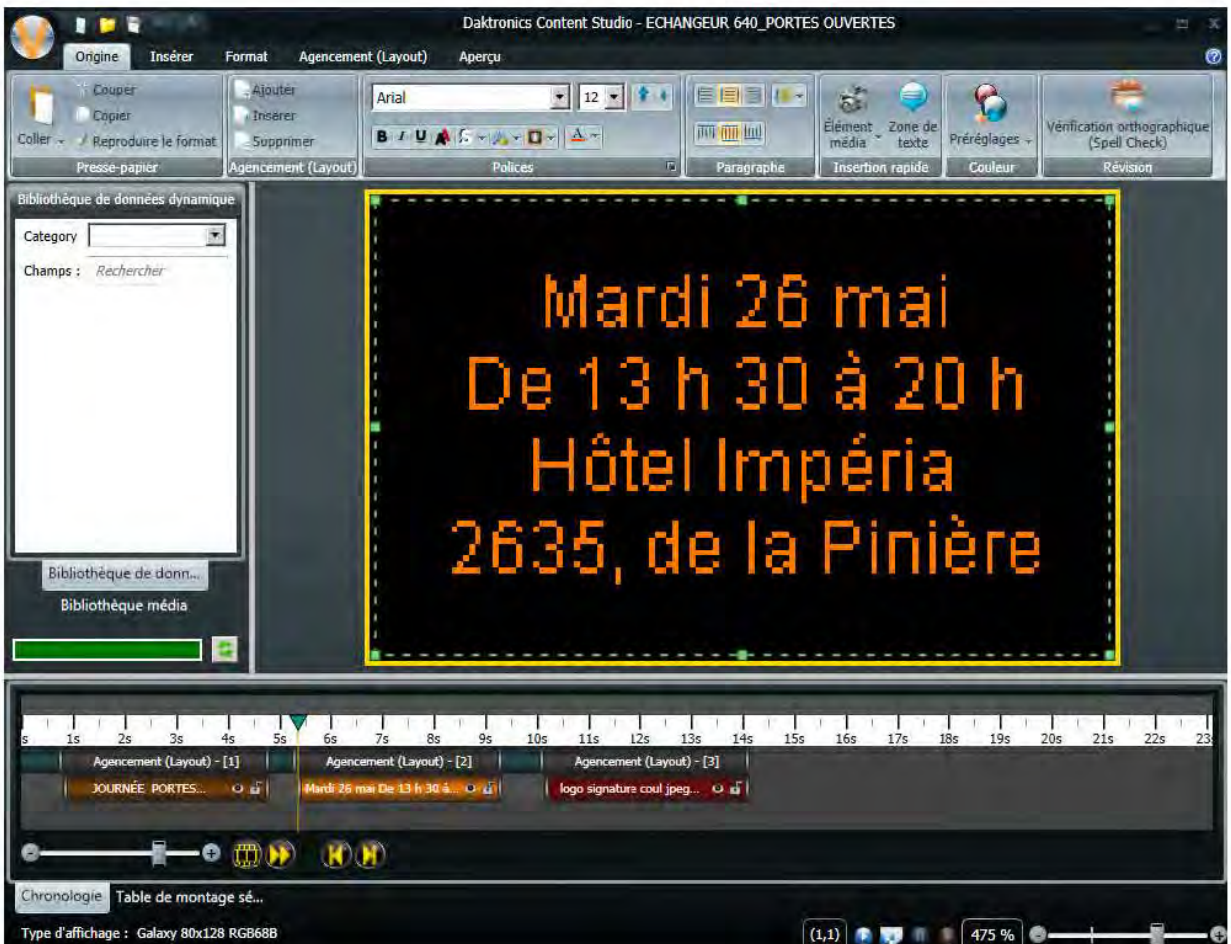 Daktronics Content Studio - ECHANGEUR 640_PORTES OUVERTES
Origine Insérer Format Agencement (Layout) Aperçu
Couper
Copier
Coller
Reproduire le format
Presse-papier
Ajouter
Insérer
Supprimer
Agencement (Layout)
Arial 12
B I U A A
Polices
Paragraphe
Élément média
Zone de texte
Insertion rapide
Préréglages
Couleur
Vérification orthographique (Spell Check)
Révision
Bibliothèque de données dynamique
Category
Champs : Rechercher
Bibliothèque de donn...
Bibliothèque média
Mardi 26 mai
De 13 h 30 à 20 h
Hôtel Impéria
2635, de la Pinière
s 1s 2s 3s 4s 5s 6s 7s 8s 9s 10s 11s 12s 13s 14s 15s 16s 17s 18s 19s 20s 21s 22s 23
Agencement (Layout) - [1] Agencement (Layout) - [2] Agencement (Layout) - [3]
JOURNÉE PORTES... Mardi 26 mai De 13 h 30 à... logo signature coul jpeg...
Chronologie Table de montage sé...
Type d'affichage : Galaxy 80x128 RGB68B (1,1) 475 %